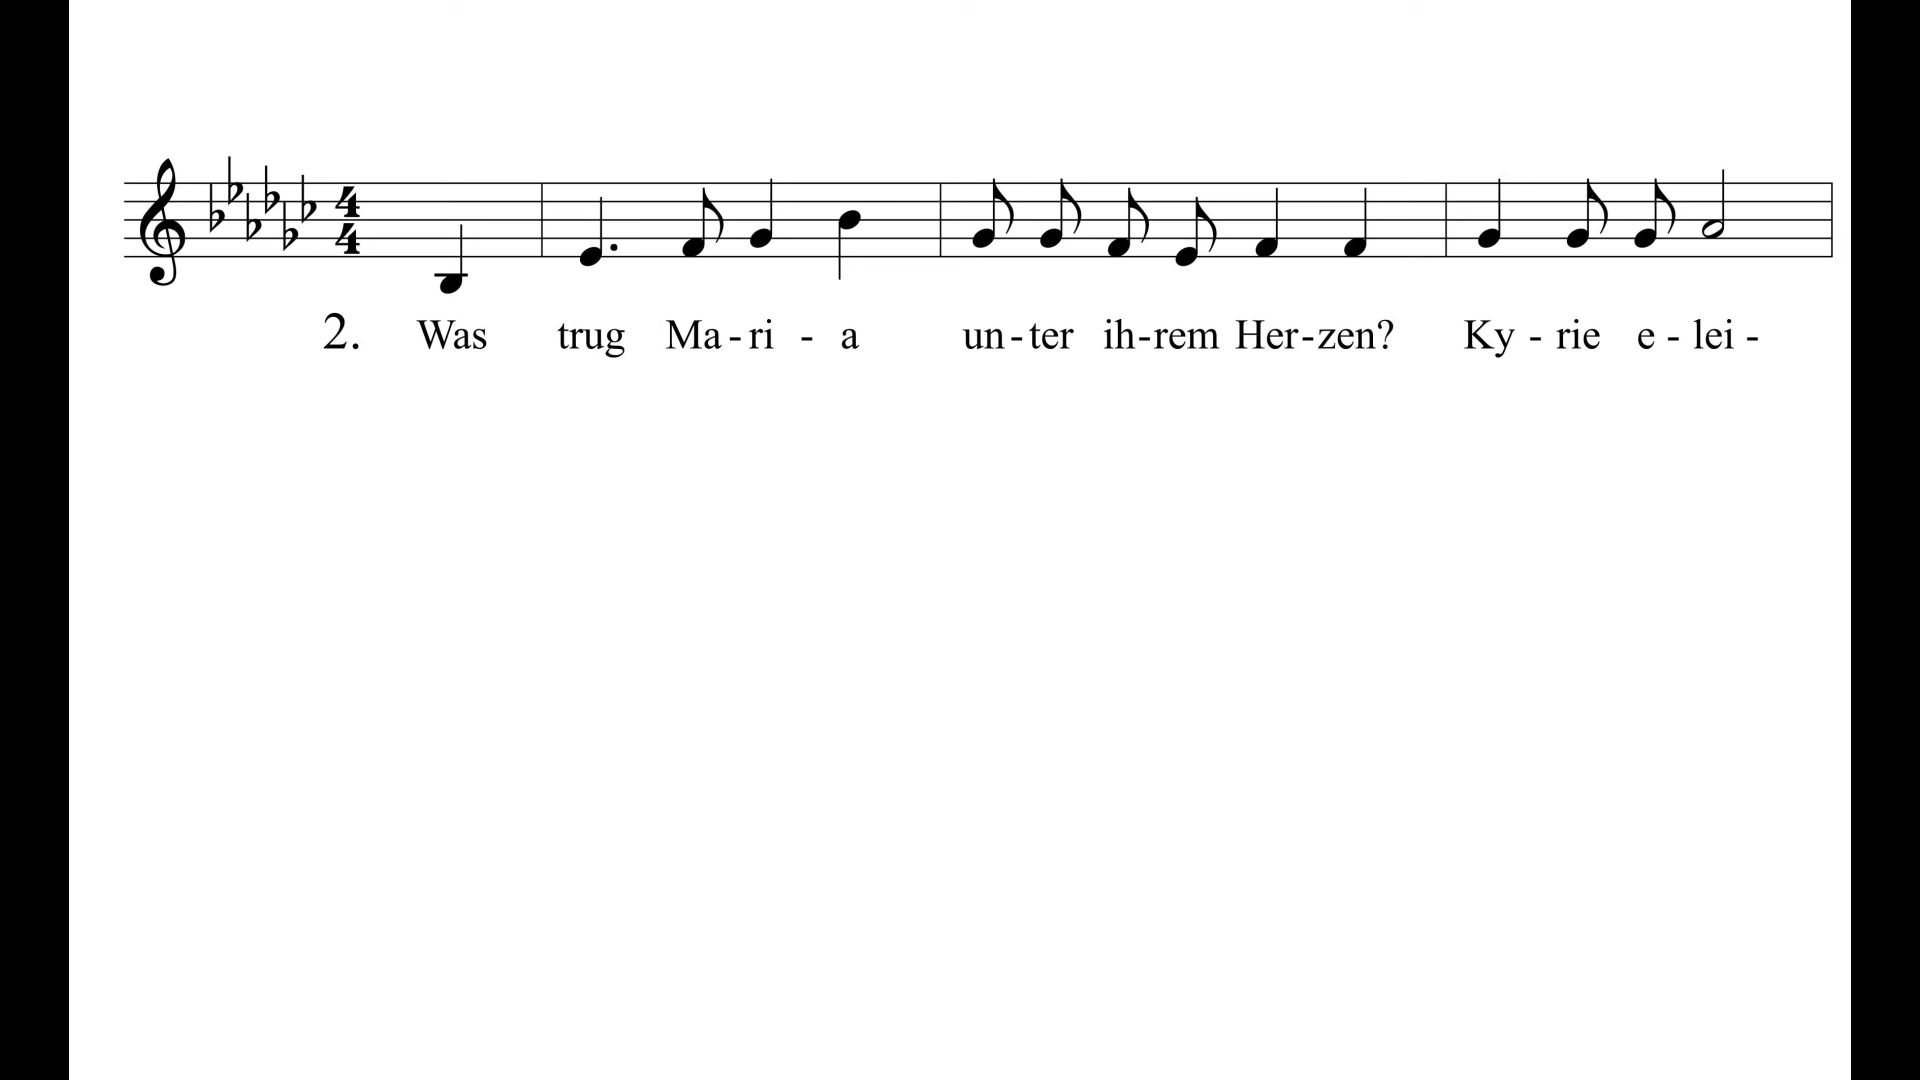 2. Was trug Ma-ri - a un-ter ih-rem Her-zen? Ky - rie e - lei -